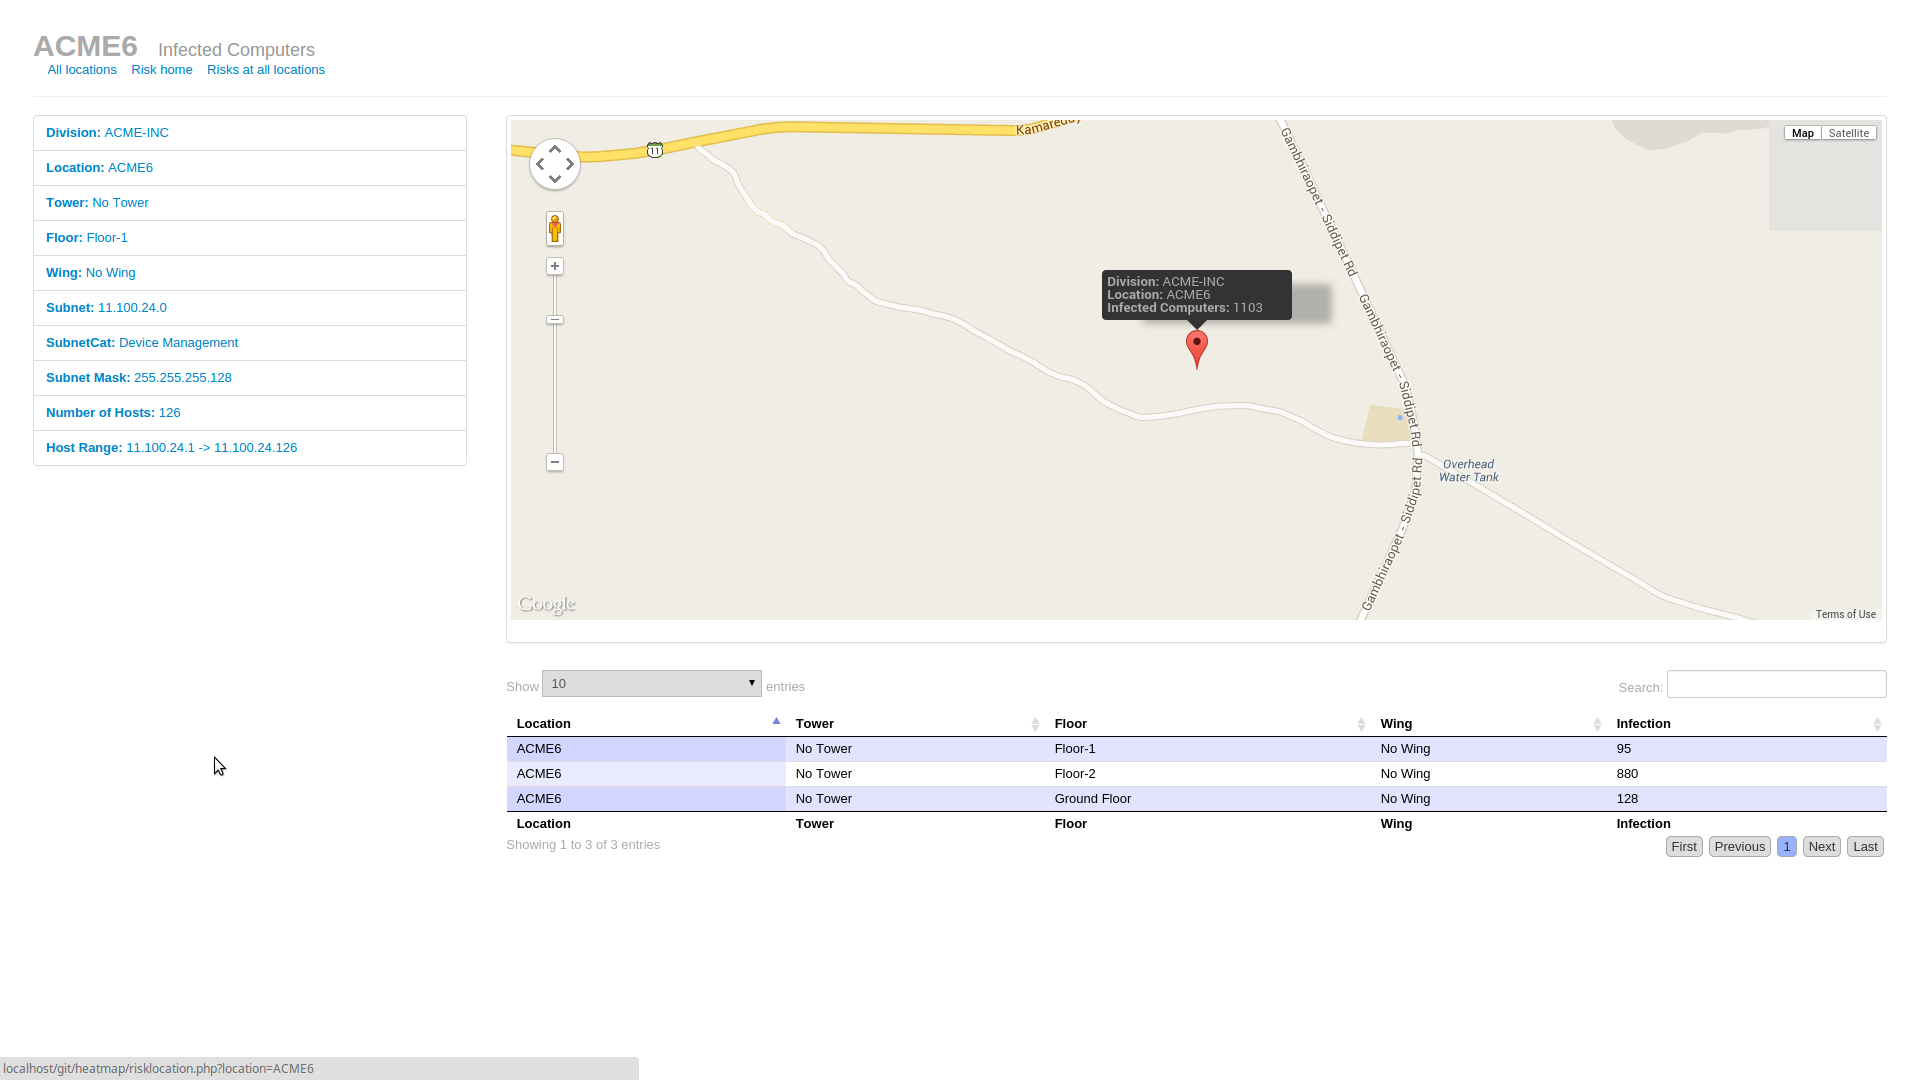 ACME6 Infected Computers
All locations Risk home Risks at all locations
Division: ACME-INC
Location: ACME6
Tower: No Tower
Floor: Floor-1
Wing: No Wing
Subnet: 11.100.24.0
SubnetCat: Device Management
Subnet Mask: 255.255.255.128
Number of Hosts: 126
Host Range: 11.100.24.1 -> 11.100.24.126
Kamareddy
11
Map Satellite
Gambhiraopet - Siddipet Rd
Division: ACME-INC
Location: ACME6
Infected Computers: 1103
Gambhiraopet - Siddipet Rd
Overhead
Water Tank
Gambhiraopet - Siddipet Rd
Google
Terms of Use
Show 10 entries
Search:
Location Tower Floor Wing Infection
ACME6 No Tower Floor-1 No Wing 95
ACME6 No Tower Floor-2 No Wing 880
ACME6 No Tower Ground Floor No Wing 128
Location Tower Floor Wing Infection
Showing 1 to 3 of 3 entries
First Previous 1 Next Last
localhost/git/heatmap/risklocation.php?location=ACME6